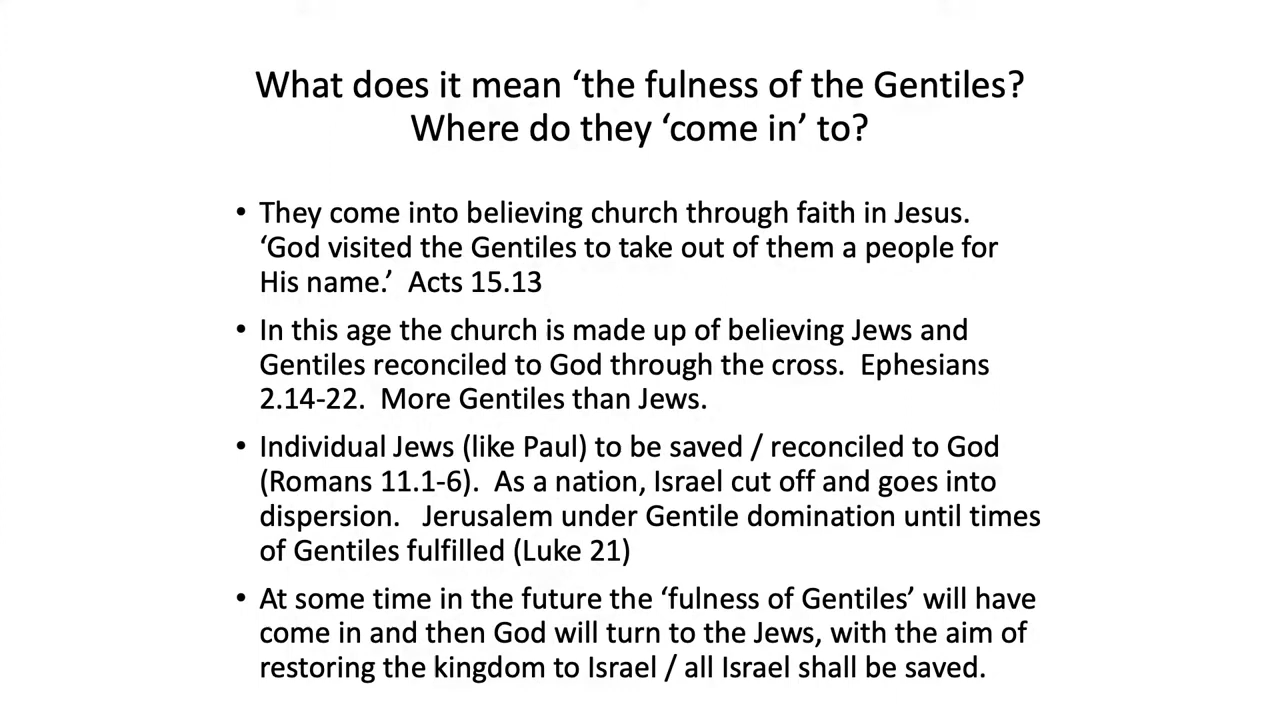 What does it mean ‘the fulness of the Gentiles?
Where do they ‘come in’ to?
• They come into believing church through faith in Jesus.
‘God visited the Gentiles to take out of them a people for
His name.’ Acts 15.13
• In this age the church is made up of believing Jews and
Gentiles reconciled to God through the cross. Ephesians
2.14-22. More Gentiles than Jews.
• Individual Jews (like Paul) to be saved / reconciled to God
(Romans 11.1-6). As a nation, Israel cut off and goes into
dispersion. Jerusalem under Gentile domination until times
of Gentiles fulfilled (Luke 21)
• At some time in the future the ‘fulness of Gentiles’ will have
come in and then God will turn to the Jews, with the aim of
restoring the kingdom to Israel / all Israel shall be saved.